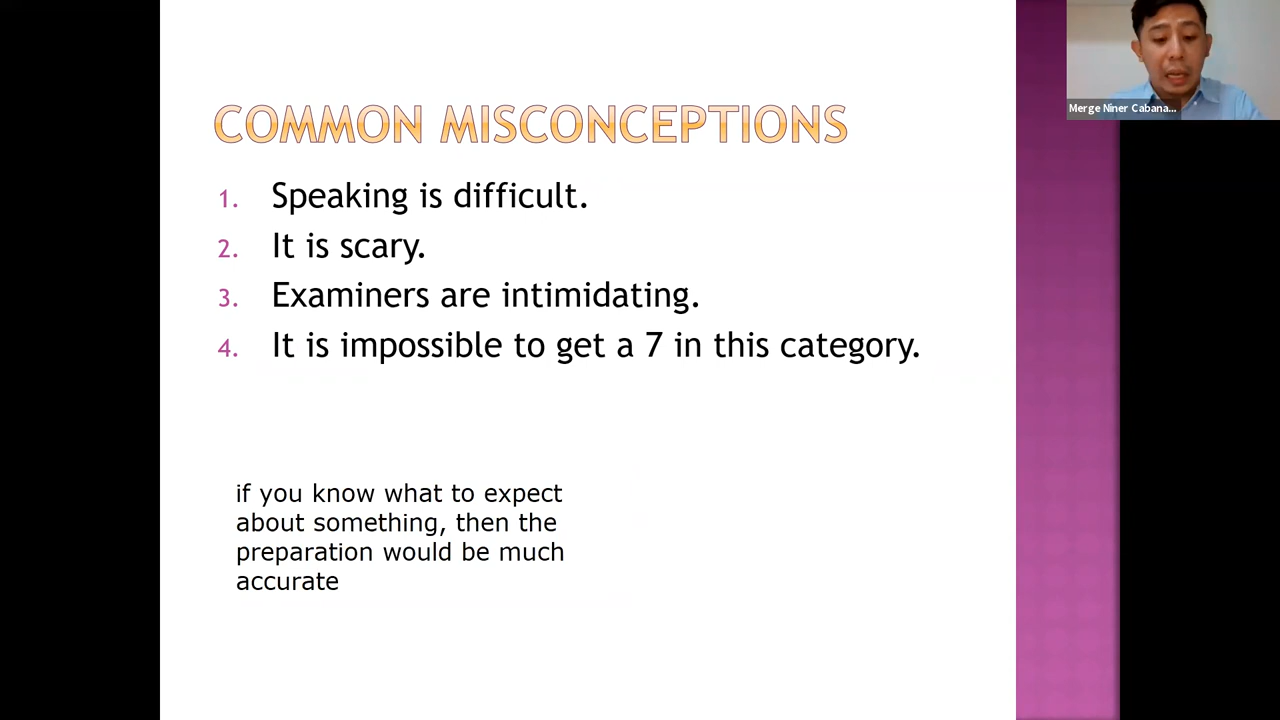 COMMON MISCONCEPTIONS
1. Speaking is difficult.
2. It is scary.
3. Examiners are intimidating.
4. It is impossible to get a 7 in this category.
if you know what to expect
about something, then the
preparation would be much
accurate
Merge Niner Cabana...